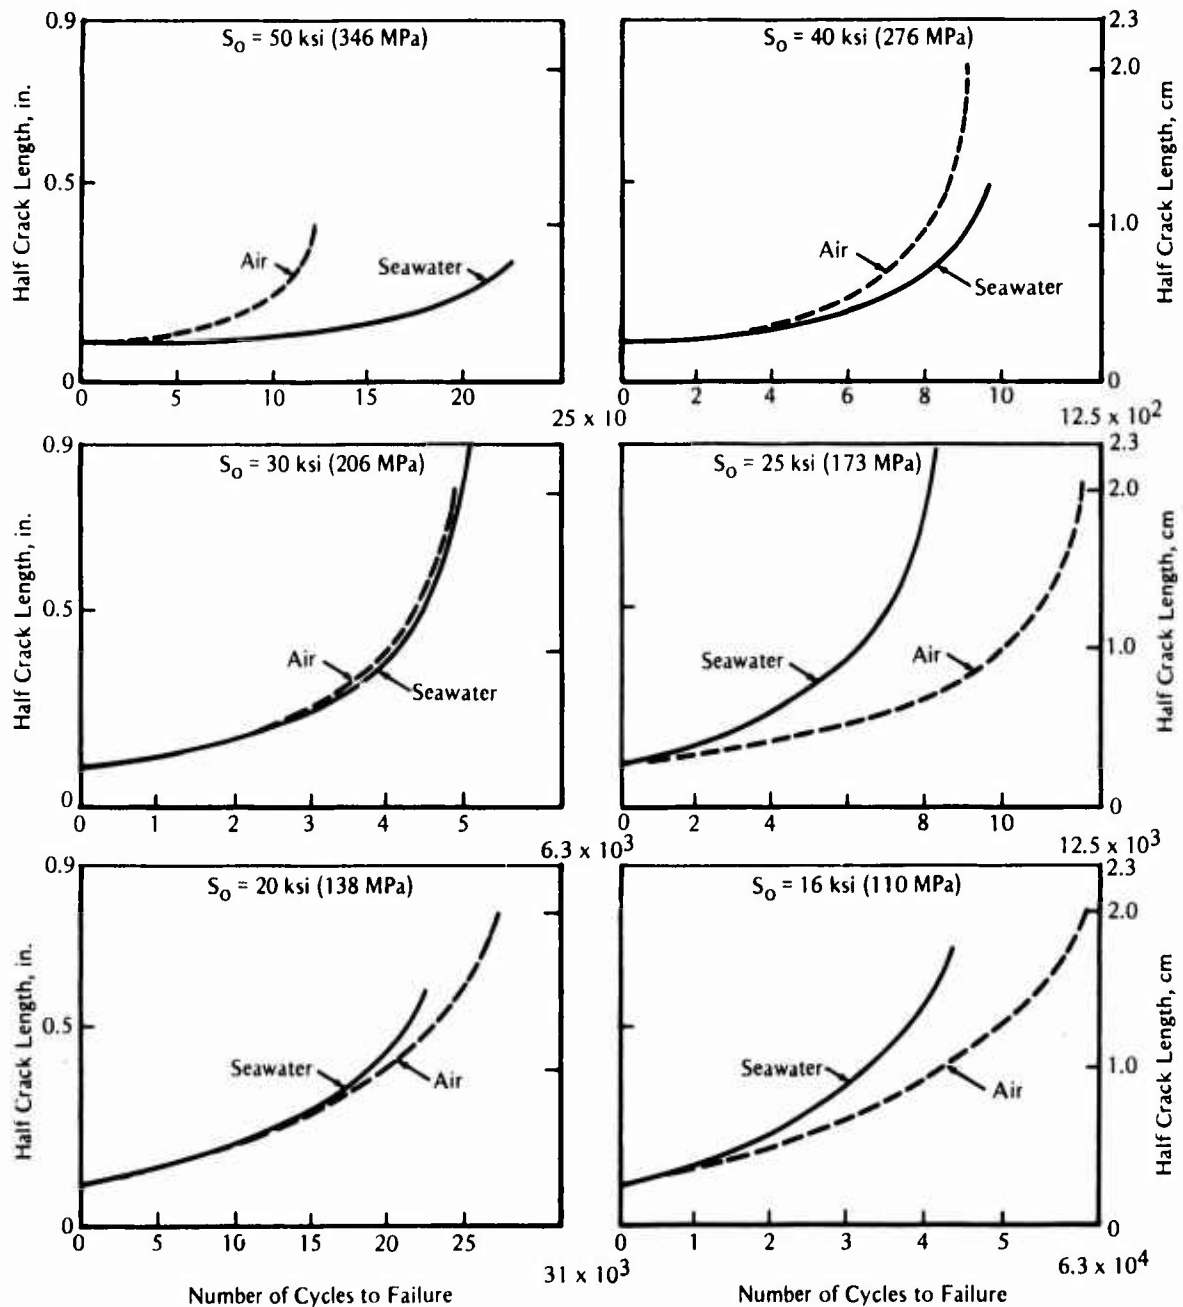 S₀ = 50 ksi (346 MPa)
Half Crack Length, in.
0.9
0.5
0
Air
Seawater
0 5 10 15 20
25 x 10
S₀ = 40 ksi (276 MPa)
Air
Seawater
2.3
2.0
1.0
0
Half Crack Length, cm
0 2 4 6 8 10
12.5 x 10²
S₀ = 30 ksi (206 MPa)
Half Crack Length, in.
0.9
0.5
0
Air
Seawater
0 1 2 3 4 5
6.3 x 10³
S₀ = 25 ksi (173 MPa)
Seawater
Air
2.3
2.0
1.0
0
Half Crack Length, cm
0 2 4 6 8 10
12.5 x 10³
S₀ = 20 ksi (138 MPa)
Half Crack Length, in.
0.9
0.5
0
Seawater
Air
0 5 10 15 20 25
31 x 10³
Number of Cycles to Failure
S₀ = 16 ksi (110 MPa)
Seawater
Air
2.3
2.0
1.0
0
Half Crack Length, cm
0 1 2 3 4 5
6.3 x 10⁴
Number of Cycles to Failure